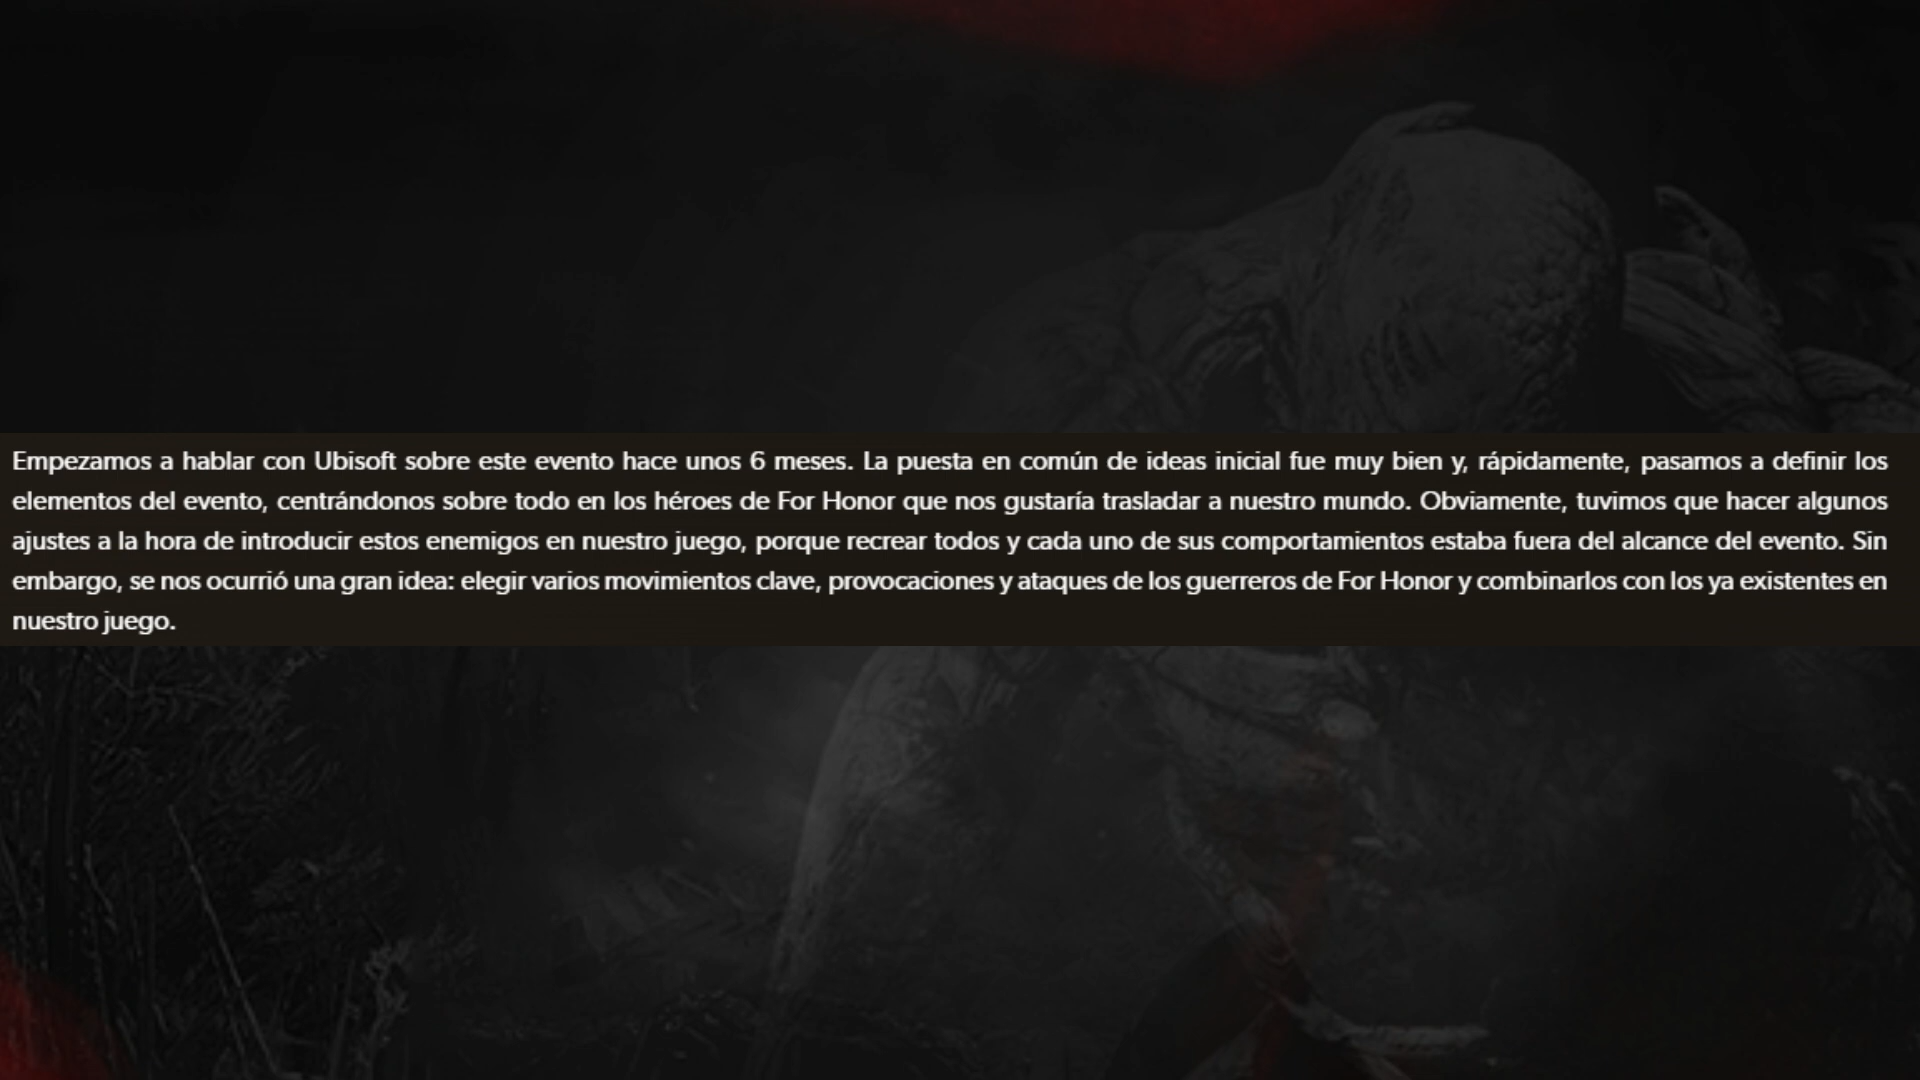 Empezamos a hablar con Ubisoft sobre este evento hace unos 6 meses. La puesta en común de ideas inicial fue muy bien y, rápidamente, pasamos a definir los
elementos del evento, centrándonos sobre todo en los héroes de For Honor que nos gustaría trasladar a nuestro mundo. Obviamente, tuvimos que hacer algunos
ajustes a la hora de introducir estos enemigos en nuestro juego, porque recrear todos y cada uno de sus comportamientos estaba fuera del alcance del evento. Sin
embargo, se nos ocurrió una gran idea: elegir varios movimientos clave, provocaciones y ataques de los guerreros de For Honor y combinarlos con los ya existentes en
nuestro juego.